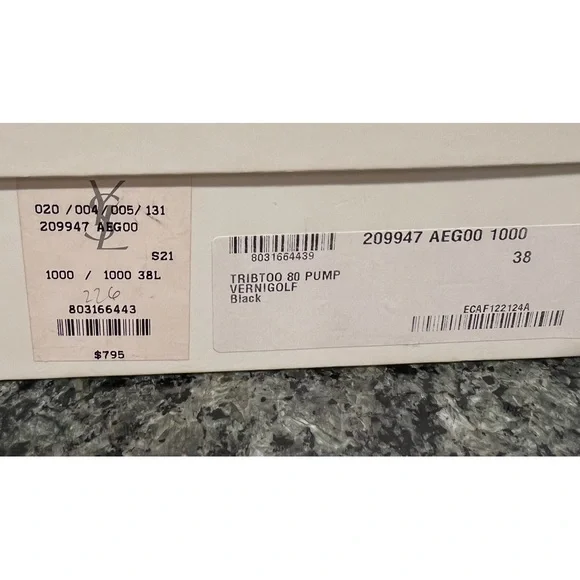 YSL
020 /004/005/131
209947 AEG00
S21
1000 / 1000 38L
226
803166443
$795
209947 AEG00 1000
38
8031664439
TRIBTOO 80 PUMP
VERNIGOLF
Black
ECAF122124A